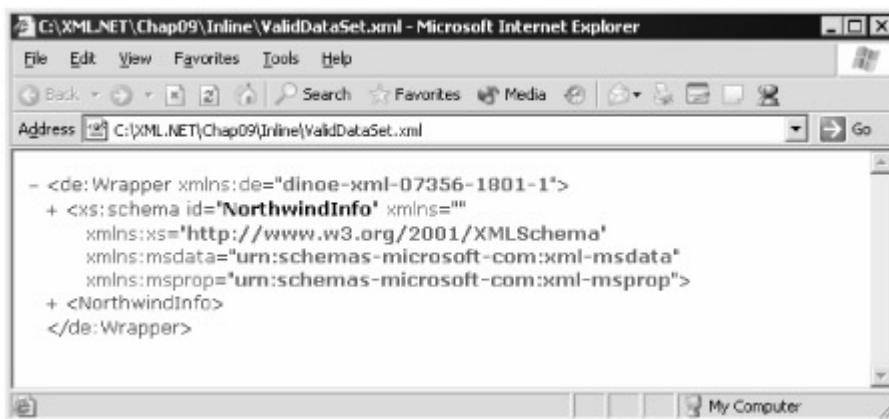 C:\XML.NET\Chap09\Inline\ValidDataSet.xml - Microsoft Internet Explorer
File Edit View Favorites Tools Help
Back Search Favorites Media
Address C:\XML.NET\Chap09\Inline\ValidDataSet.xml Go
- <de:Wrapper xmlns:de="dinoe-xml-07356-1801-1">
+ <xs:schema id="NorthwindInfo" xmlns=""
xmlns:xs="http://www.w3.org/2001/XMLSchema"
xmlns:msdata="urn:schemas-microsoft-com:xml-msdata"
xmlns:msprop="urn:schemas-microsoft-com:xml-msprop">
+ <NorthwindInfo>
</de:Wrapper>
My Computer